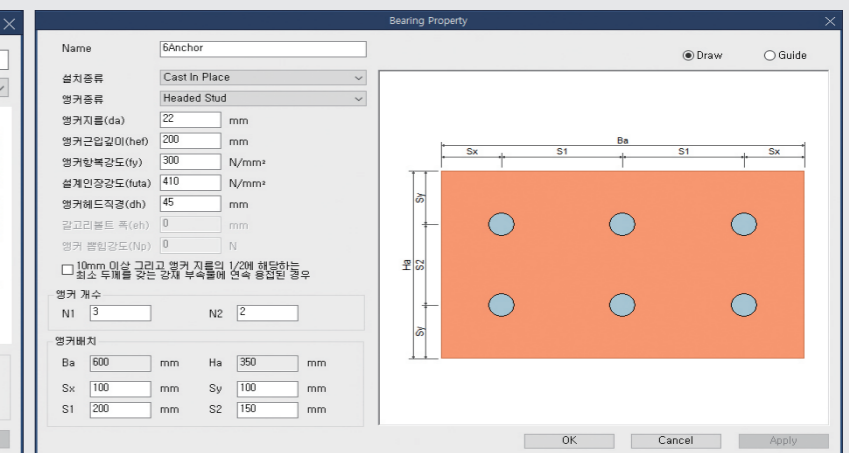 Bearing Property
Name 6Anchor
Draw Guide
설치종류 Cast In Place
앵커종류 Headed Stud
앵커지름(da) 22 mm
앵커근입깊이(hef) 200 mm
앵커항복강도(fy) 300 N/mm²
설계인장강도(futa) 410 N/mm²
앵커헤드직경(dh) 45 mm
갈고리볼트 폭(eh) 0 mm
앵커 뽑힘강도(Np) 0 N
10mm 이상 그리고 앵커 지름의 1/2에 해당하는
최소 두께를 갖는 강재 부속물에 연속 용접된 경우
앵커 개수
N1 3 N2 2
앵커배치
Ba 600 mm Ha 350 mm
Sx 100 mm Sy 100 mm
S1 200 mm S2 150 mm
Ba
Sx S1 S1 Sx
Sy
Ha S2
Sy
OK Cancel Apply